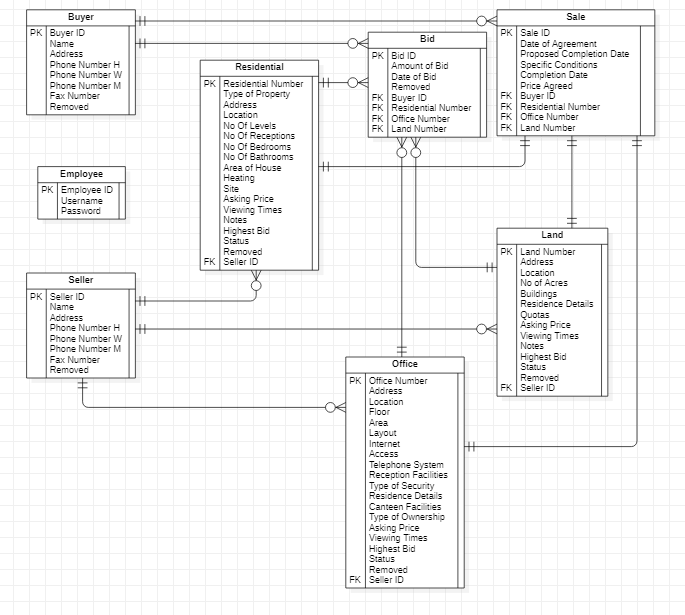 Buyer
PK Buyer ID
Name
Address
Phone Number H
Phone Number W
Phone Number M
Fax Number
Removed
Residential
PK Residential Number
Type of Property
Address
Location
No Of Levels
No Of Receptions
No Of Bedrooms
No Of Bathrooms
Area of House
Heating
Site
Asking Price
Viewing Times
Notes
Highest Bid
Status
Removed
FK Seller ID
Bid
PK Bid ID
Amount of Bid
Date of Bid
Removed
FK Buyer ID
FK Residential Number
FK Office Number
FK Land Number
Sale
PK Sale ID
Date of Agreement
Proposed Completion Date
Specific Conditions
Completion Date
Price Agreed
FK Buyer ID
FK Residential Number
FK Office Number
FK Land Number
Employee
PK Employee ID
Username
Password
Seller
PK Seller ID
Name
Address
Phone Number H
Phone Number W
Phone Number M
Fax Number
Removed
Land
PK Land Number
Address
Location
No of Acres
Buildings
Residence Details
Quotas
Asking Price
Viewing Times
Notes
Highest Bid
Status
Removed
FK Seller ID
Office
PK Office Number
Address
Location
Floor
Area
Layout
Internet
Access
Telephone System
Reception Facilities
Type of Security
Residence Details
Canteen Facilities
Type of Ownership
Asking Price
Viewing Times
Highest Bid
Status
Removed
FK Seller ID